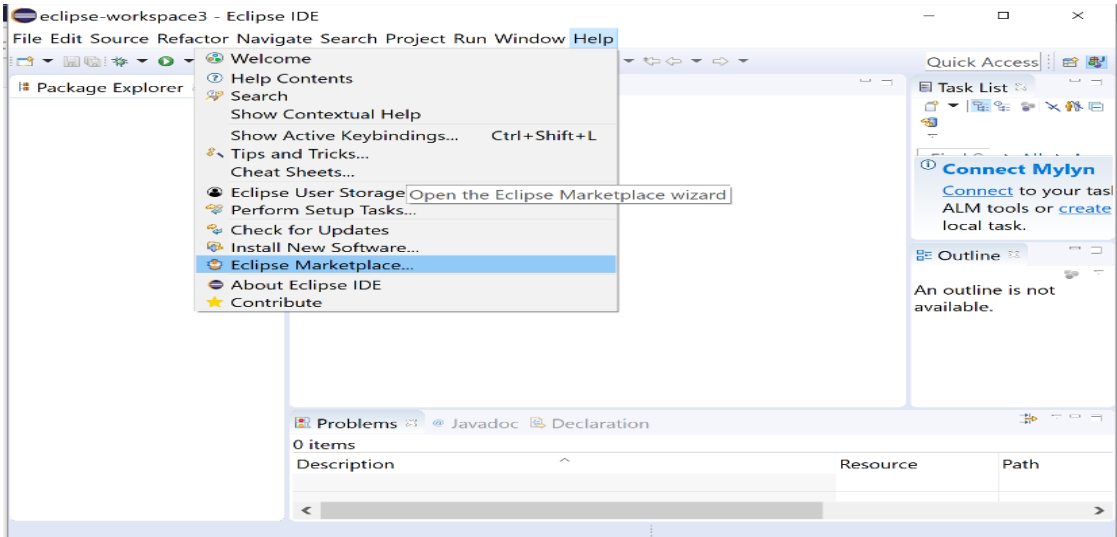 eclipse-workspace3 - Eclipse IDE
File Edit Source Refactor Navigate Search Project Run Window Help
Quick Access
Package Explorer
Welcome
Help Contents
Search
Show Contextual Help
Show Active Keybindings... Ctrl+Shift+L
Tips and Tricks...
Cheat Sheets...
Eclipse User Storage
Open the Eclipse Marketplace wizard
Perform Setup Tasks...
Check for Updates
Install New Software...
Eclipse Marketplace...
About Eclipse IDE
Contribute
Task List
Connect Mylyn
Connect to your tas
ALM tools or create
local task.
Outline
An outline is not
available.
Problems @ Javadoc Declaration
0 items
Description Resource Path